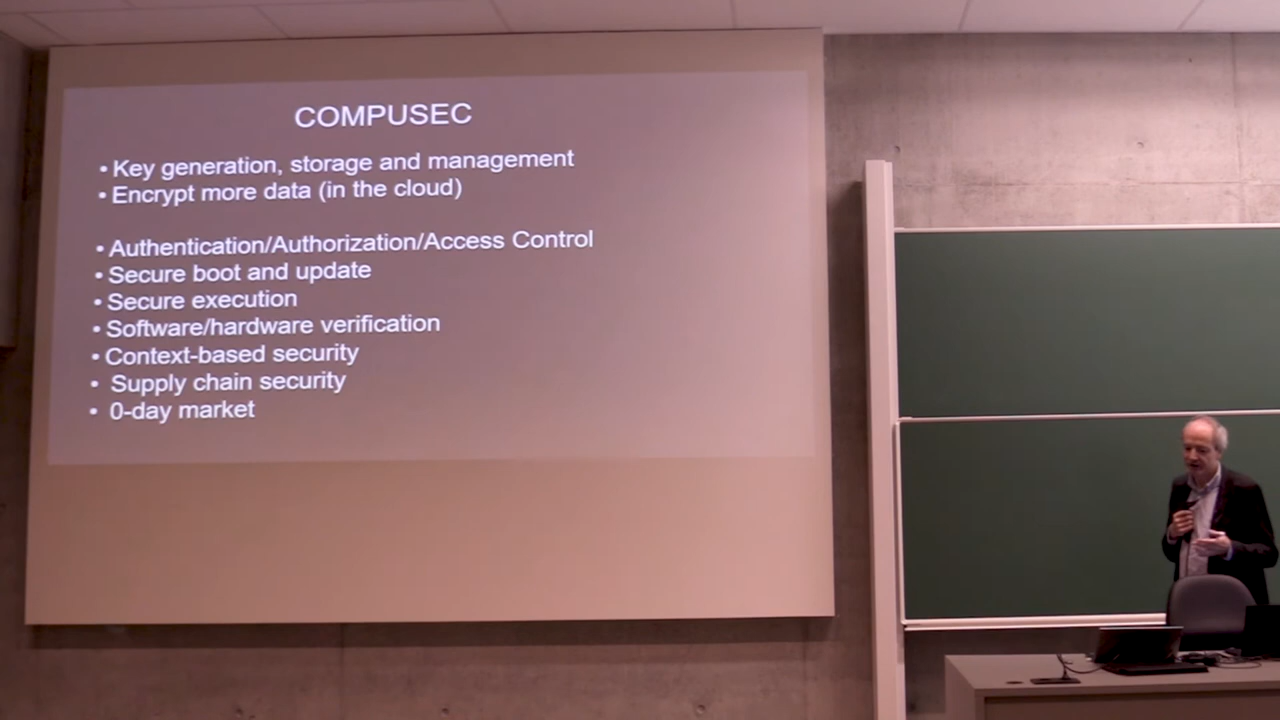 COMPUSEC
• Key generation, storage and management
• Encrypt more data (in the cloud)
• Authentication/Authorization/Access Control
• Secure boot and update
• Secure execution
• Software/hardware verification
• Context-based security
• Supply chain security
• 0-day market